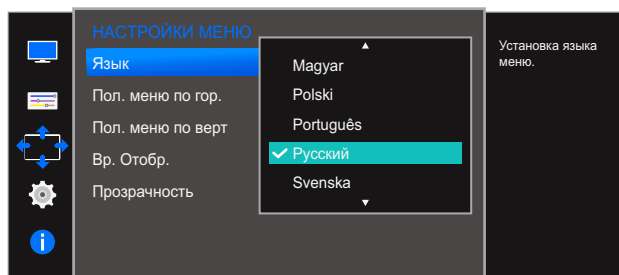 НАСТРОЙКИ МЕНЮ
Язык
Пол. меню по гор.
Пол. меню по верт
Вр. Отобр.
Прозрачность
Magyar
Polski
Português
Русский
Svenska
Установка языка
меню.